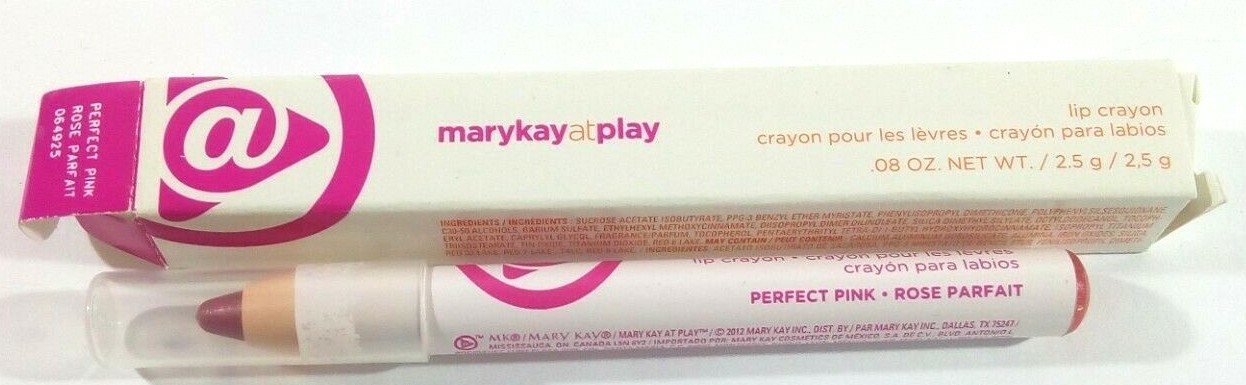 PERFECT PINK
ROSE PARFAIT
064925
@
marykayatplay
lip crayon
crayon pour les lèvres • crayón para labios
.08 OZ. NET WT. / 2.5 g / 2,5 g
INGREDIENTS / INGRÉDIENTS: SUCROSE ACETATE ISOBUTYRATE, PPG-3 BENZYL ETHER MYRISTATE, PHENYLISOPROPYL DIMETHICONE, POLYPHENYLSILSESQUIOXANE
C30-50 ALCOHOLS, BARIUM SULFATE, ETHYLHEXYL METHOXYCINNAMATE, DIISOPROPYL DIMER DILINOLEATE, SILICA DIMETHYL SILYLATE
ERYL ACETATE, CAPRYLYL GLYCOL, FRAGRANCE/PARFUM, TOCOPHEROL, PENTAERYTHRITYL TETRA-DI-T-BUTYL HYDROXYHYDROCINNAMATE, ISOPROPYL TITANIUM
TITANIUM DIOXIDE, RED 6 LAKE, MAY CONTAIN / PEUT CONTENIR
lip crayon • crayon pour les lèvres
crayón para labios
PERFECT PINK • ROSE PARFAIT
MK®/MARY KAY®/MARY KAY AT PLAY™/© 2012 MARY KAY INC., DIST. BY / PAR MARY KAY INC., DALLAS, TX 75247/
MISSISSAUGA, ON, CANADA L5N 6Y2 / IMPORTADO POR: MARY KAY COSMETICS DE MÉXICO, S.A. DE C.V., BLVD. ANTONIO L.